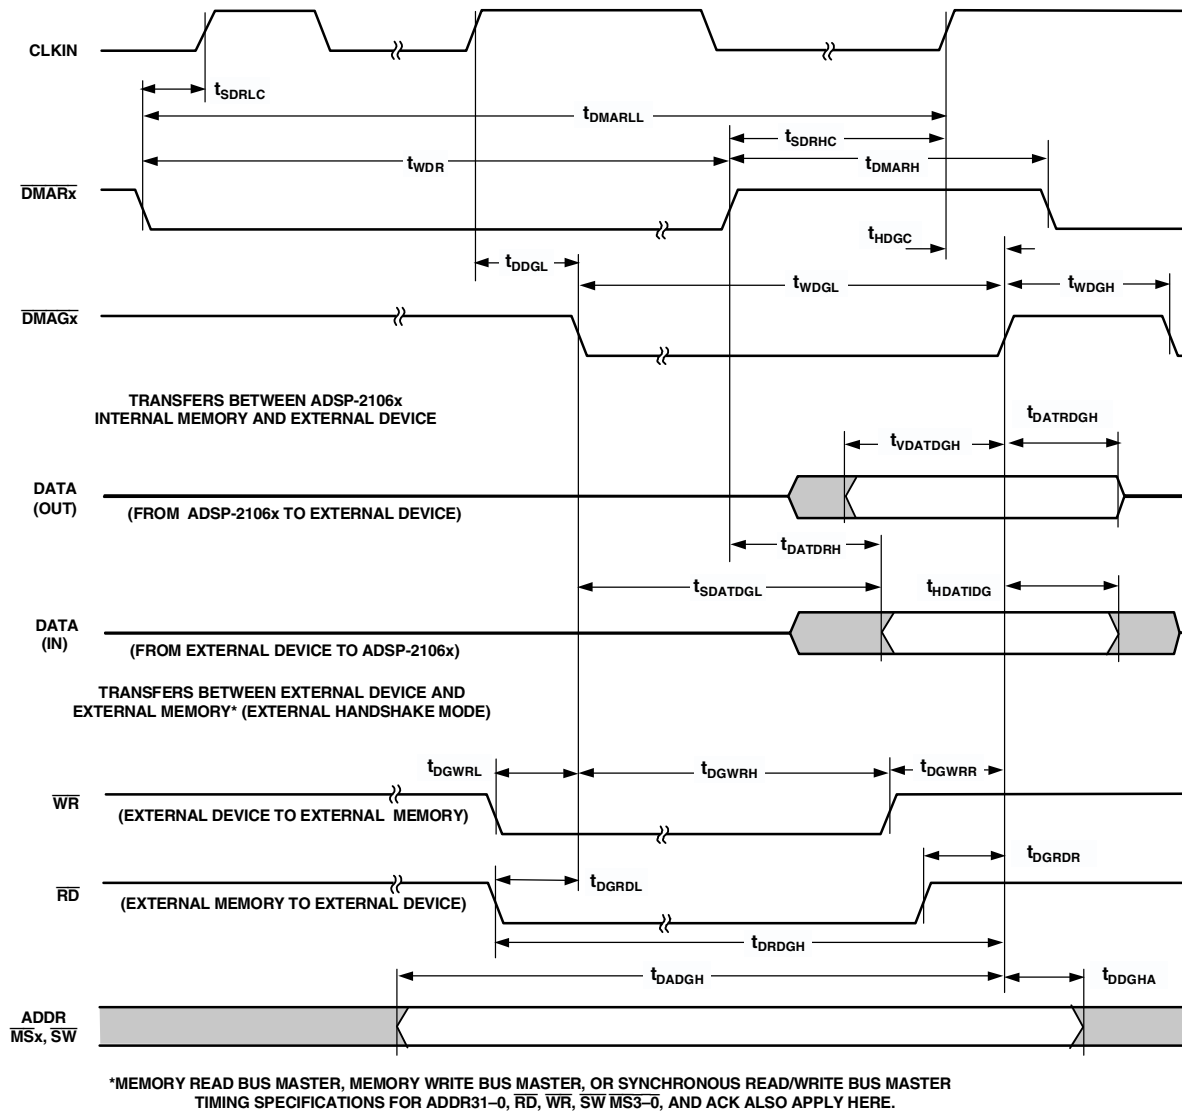 CLKIN
tSDRLC
tDMARLL
tSDRHC
tWDR
tDMARH
DMARx
tHDGC
tDDGL
tWDGL
tWDGH
DMAGx
TRANSFERS BETWEEN ADSP-2106x
INTERNAL MEMORY AND EXTERNAL DEVICE
tDATRDGH
tVDATDGH
DATA
(OUT)
(FROM ADSP-2106x TO EXTERNAL DEVICE)
tDATDRH
tSDATDGL
tHDATIDG
DATA
(IN)
(FROM EXTERNAL DEVICE TO ADSP-2106x)
TRANSFERS BETWEEN EXTERNAL DEVICE AND
EXTERNAL MEMORY* (EXTERNAL HANDSHAKE MODE)
tDGWRL
tDGWRH
tDGWRR
WR
(EXTERNAL DEVICE TO EXTERNAL MEMORY)
tDGRDR
tDGRDL
RD
(EXTERNAL MEMORY TO EXTERNAL DEVICE)
tDRDGH
tDADGH
tDDGHA
ADDR
MSx, SW
*MEMORY READ BUS MASTER, MEMORY WRITE BUS MASTER, OR SYNCHRONOUS READ/WRITE BUS MASTER
TIMING SPECIFICATIONS FOR ADDR31–0, RD, WR, SW MS3–0, AND ACK ALSO APPLY HERE.